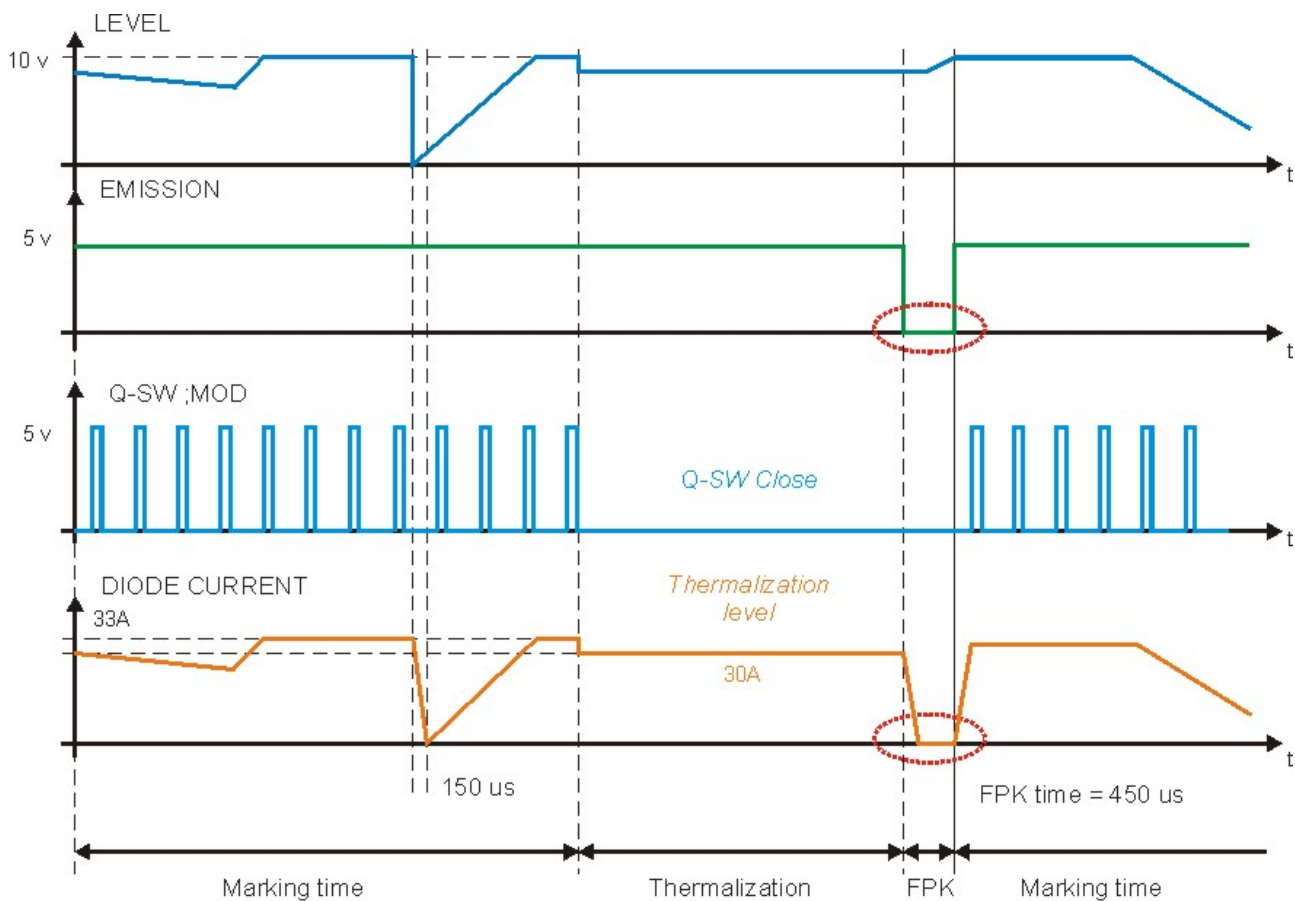 LEVEL
10 v
t
EMISSION
5 v
t
Q-SW ;MOD
5 v
Q-SW Close
t
DIODE CURRENT
33A
Thermalization
level
30A
t
150 us
FPK time = 450 us
Marking time
Thermalization
FPK
Marking time